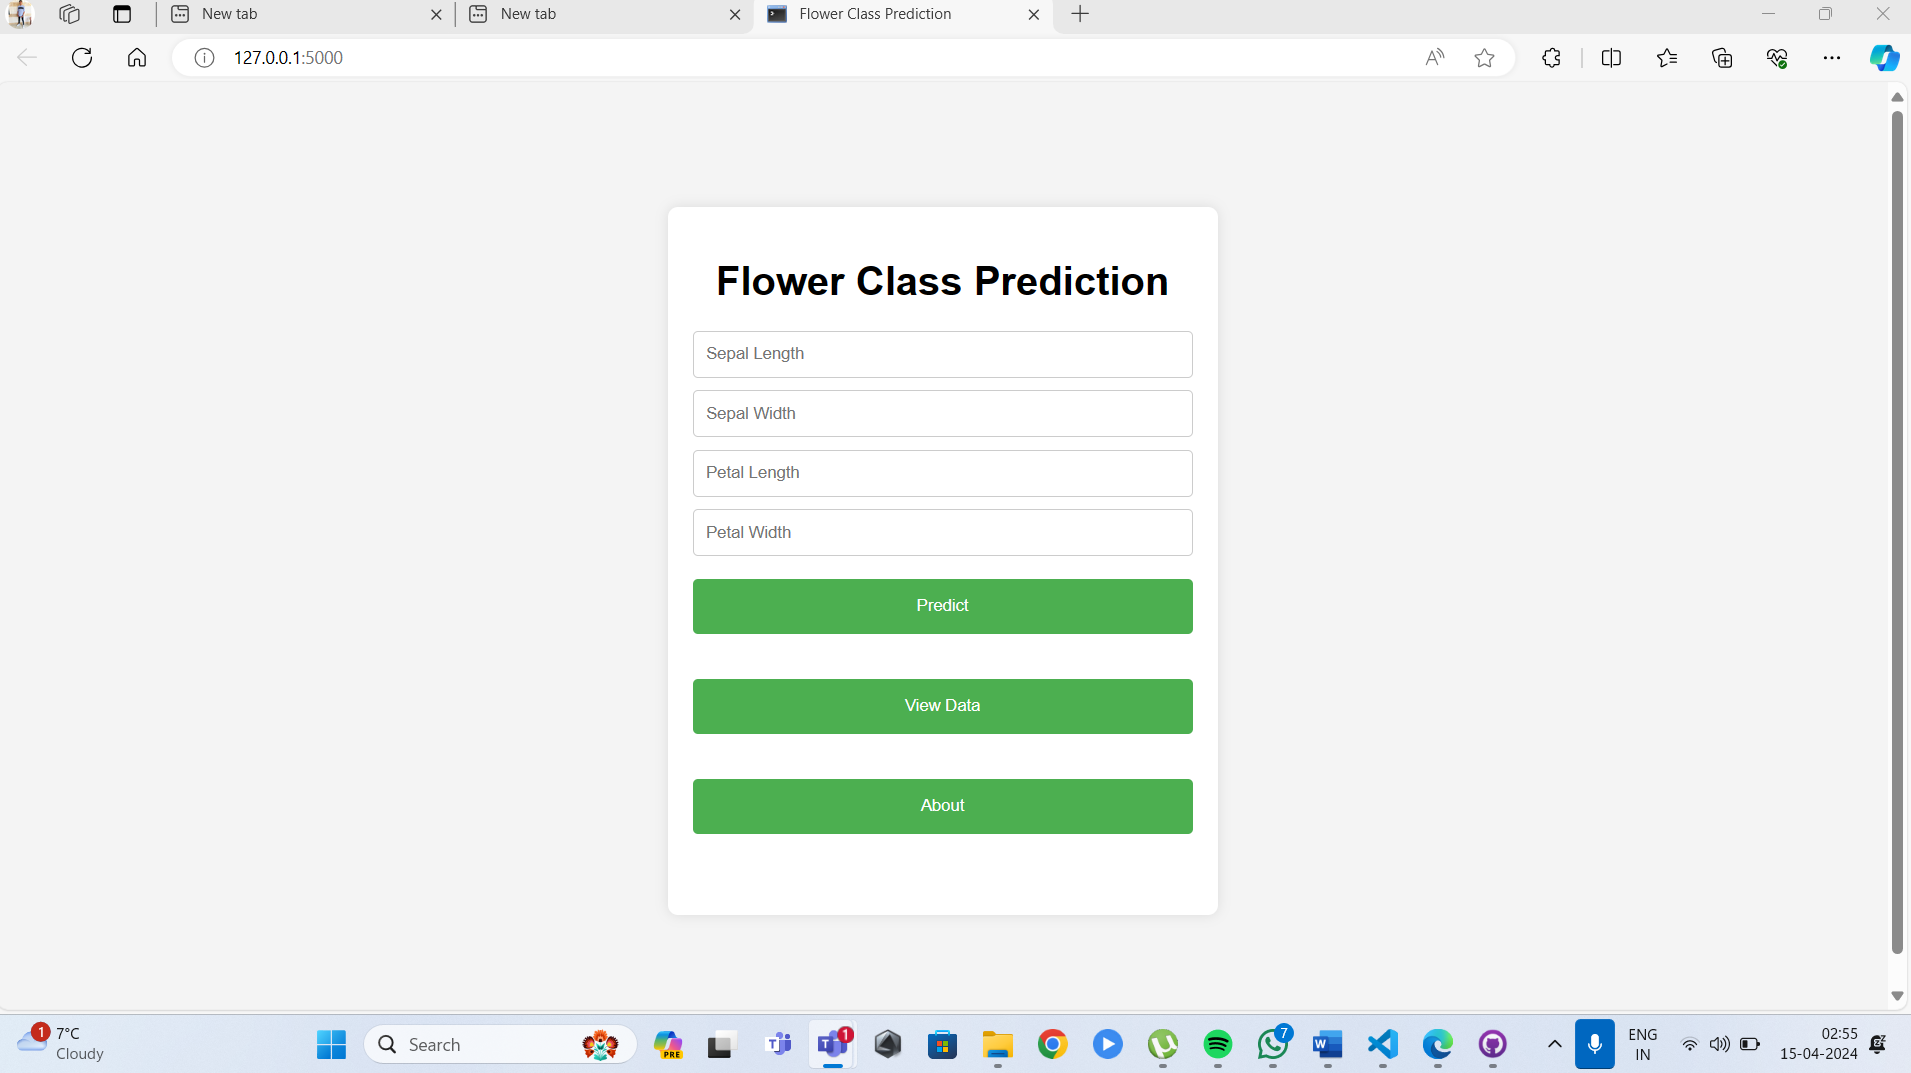 New tab
New tab
Flower Class Prediction
127.0.0.1:5000
Flower Class Prediction
Sepal Length
Sepal Width
Petal Length
Petal Width
Predict
View Data
About
1
7°C
Cloudy
Search
PRE
1
7
ENG
IN
02:55
15-04-2024